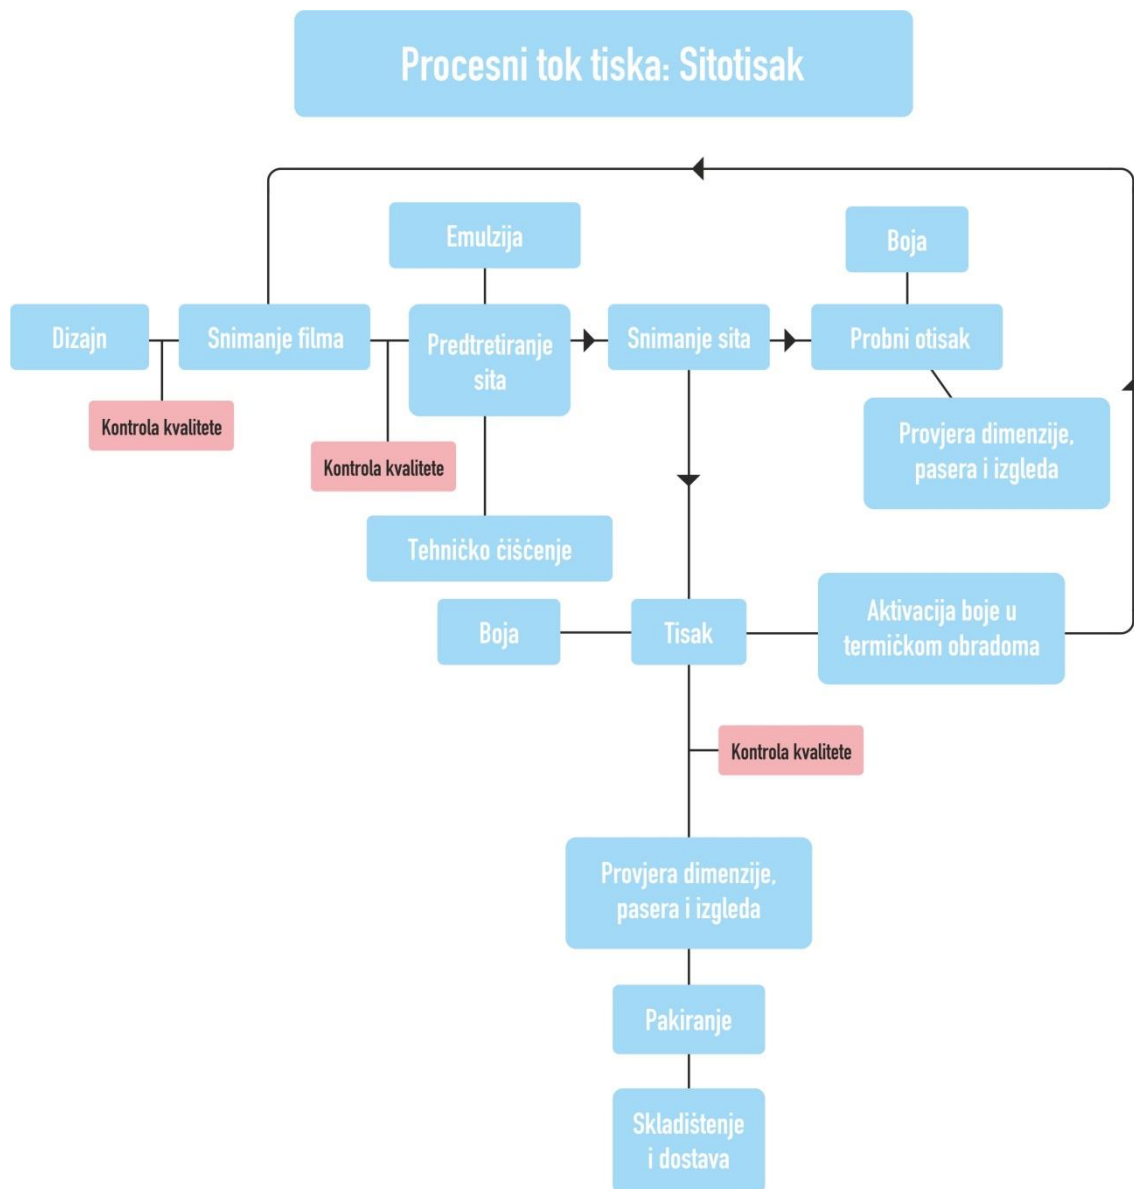 Procesni tok tiska: Sitotisak
Emulzija
Boja
Dizajn
Snimanje filma
Predtretiranje
sita
Snimanje sita
Probni otisak
Kontrola kvalitete
Kontrola kvalitete
Provjera dimenzije,
pasera i izgleda
Tehničko čišćenje
Boja
Tisak
Aktivacija boje u
termičkom obradoma
Kontrola kvalitete
Provjera dimenzije,
pasera i izgleda
Pakiranje
Skladištenje
i dostava